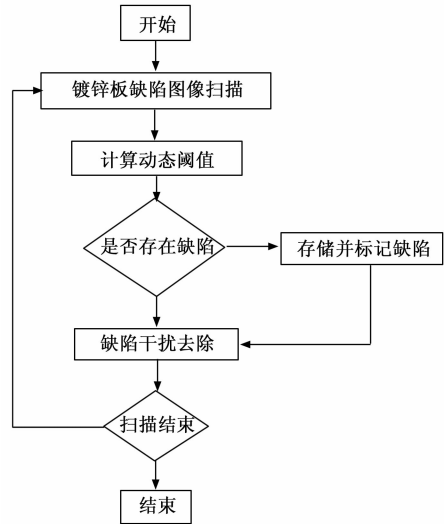 开始
镀锌板缺陷图像扫描
计算动态阈值
是否存在缺陷
存储并标记缺陷
缺陷干扰去除
扫描结束
结束